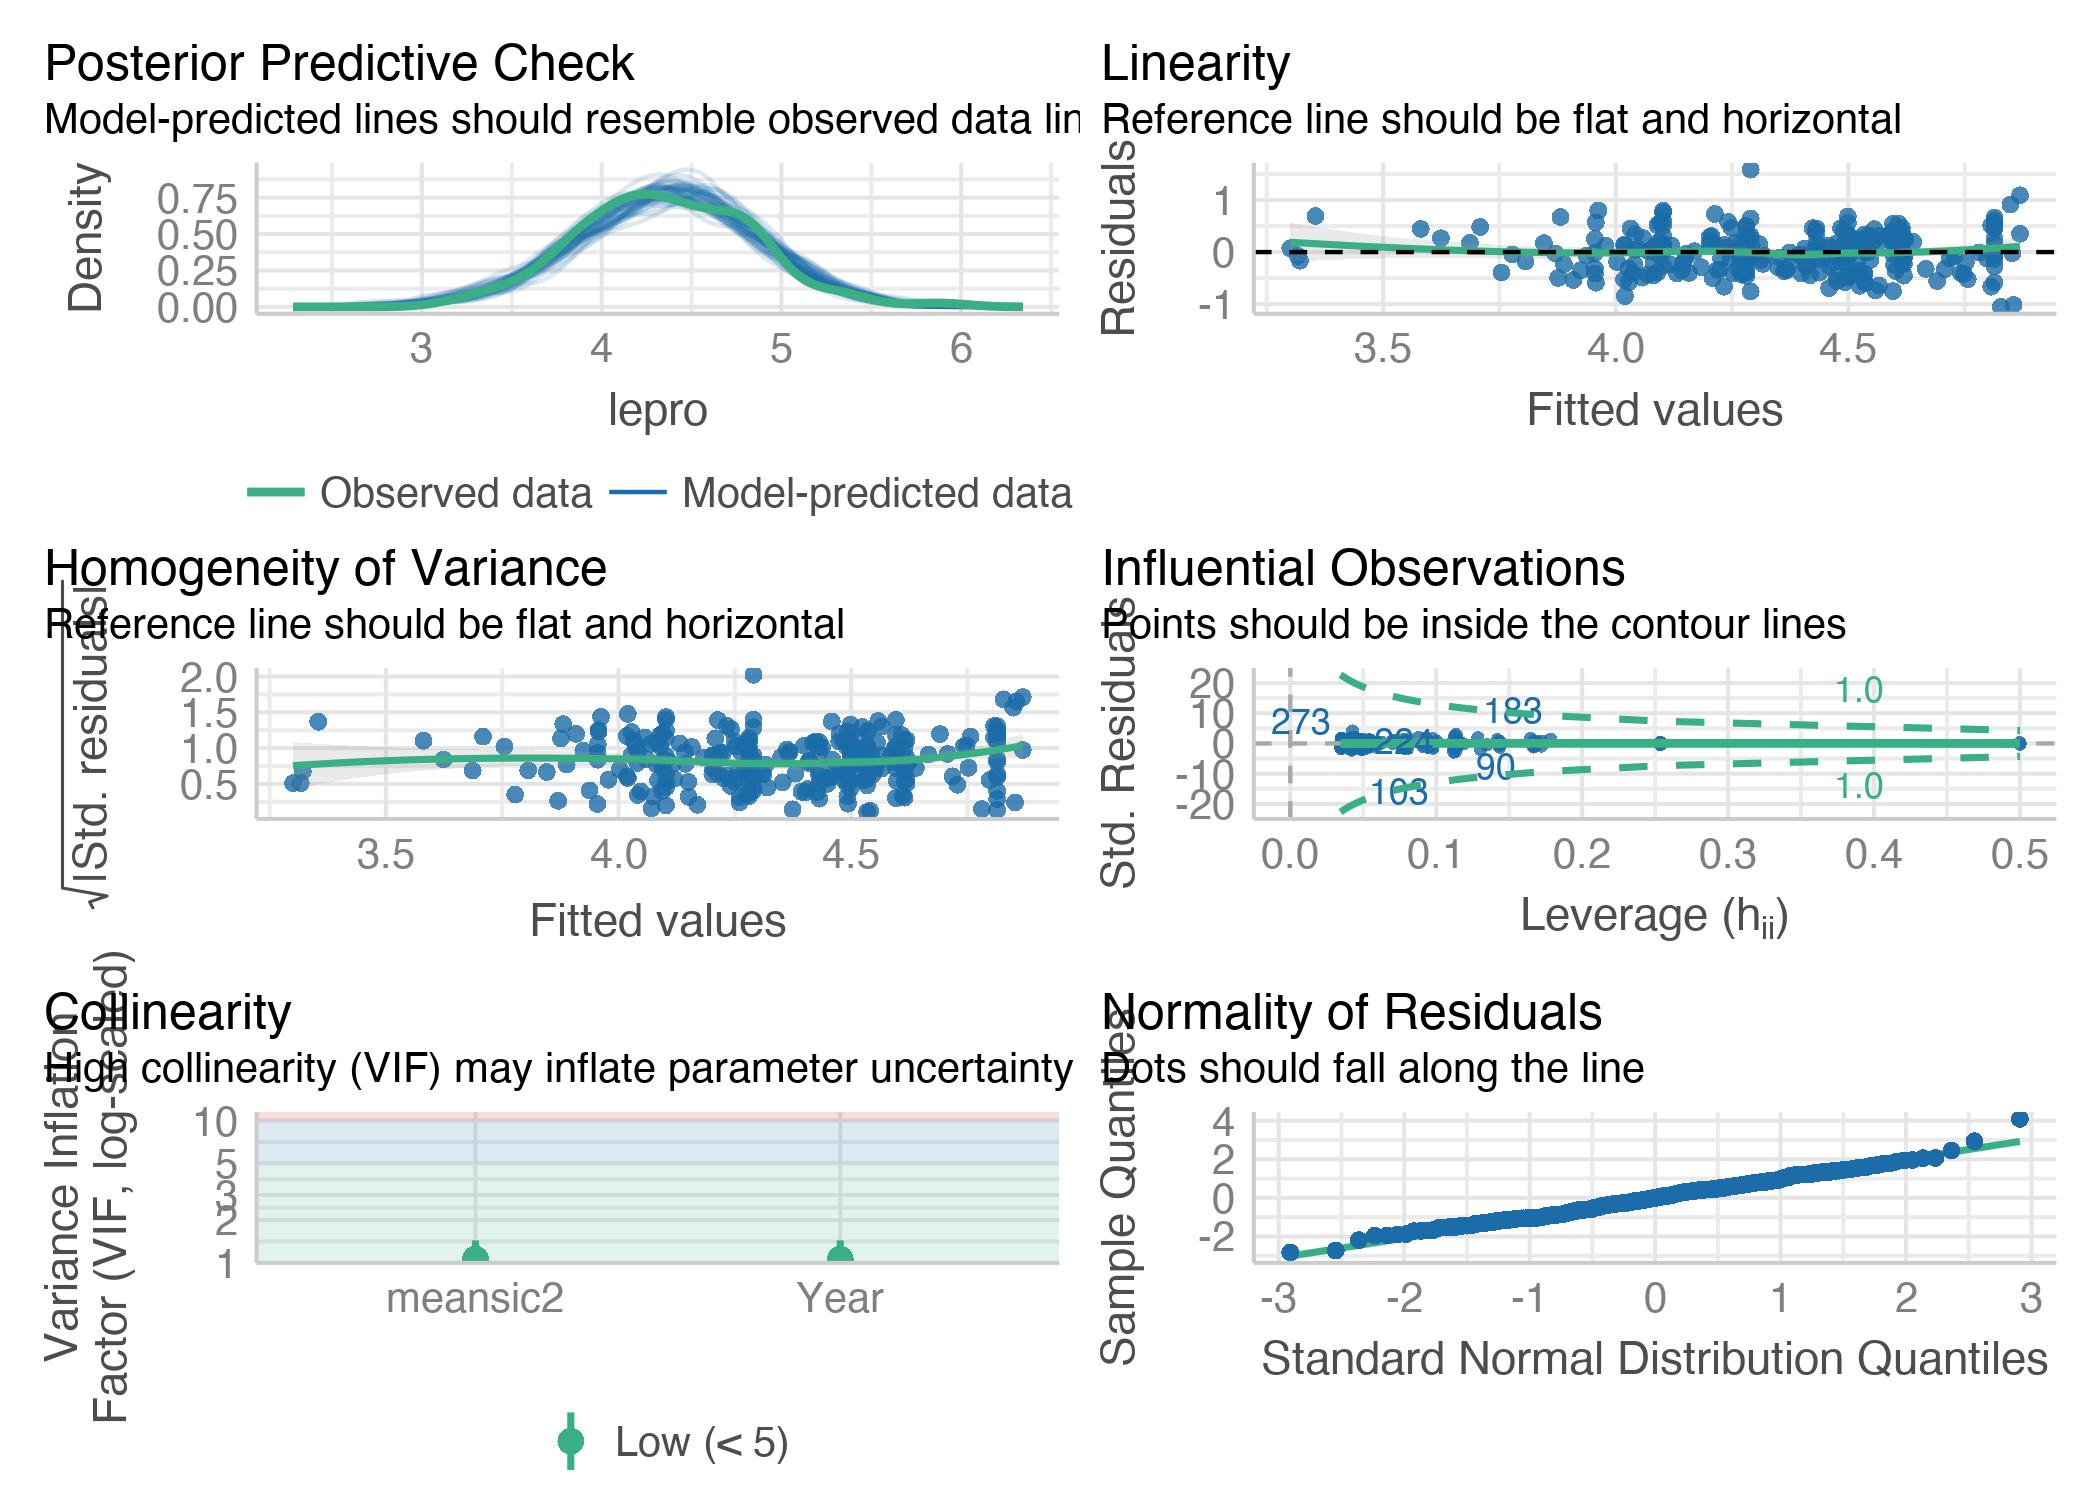 Posterior Predictive Check
Model-predicted lines should resemble observed data lin
Density
0.75
0.50
0.25
0.00
3 4 5 6
lepro
Observed data Model-predicted data
Linearity
Reference line should be flat and horizontal
Residuals
1
0
-1
3.5 4.0 4.5
Fitted values
Homogeneity of Variance
Reference line should be flat and horizontal
√|Std. residuals|
2.0
1.5
1.0
0.5
3.5 4.0 4.5
Fitted values
Influential Observations
Points should be inside the contour lines
Std. Residuals
20
10
0
-10
-20
273
183
224
90
103
1.0
1.0
0.0 0.1 0.2 0.3 0.4 0.5
Leverage (hii)
Collinearity
High collinearity (VIF) may inflate parameter uncertainty
Variance Inflation
Factor (VIF, log-scaled)
10
5
3
2
1
meansic2 Year
Low (< 5)
Normality of Residuals
Dots should fall along the line
Sample Quantiles
4
2
0
-2
-3 -2 -1 0 1 2 3
Standard Normal Distribution Quantiles